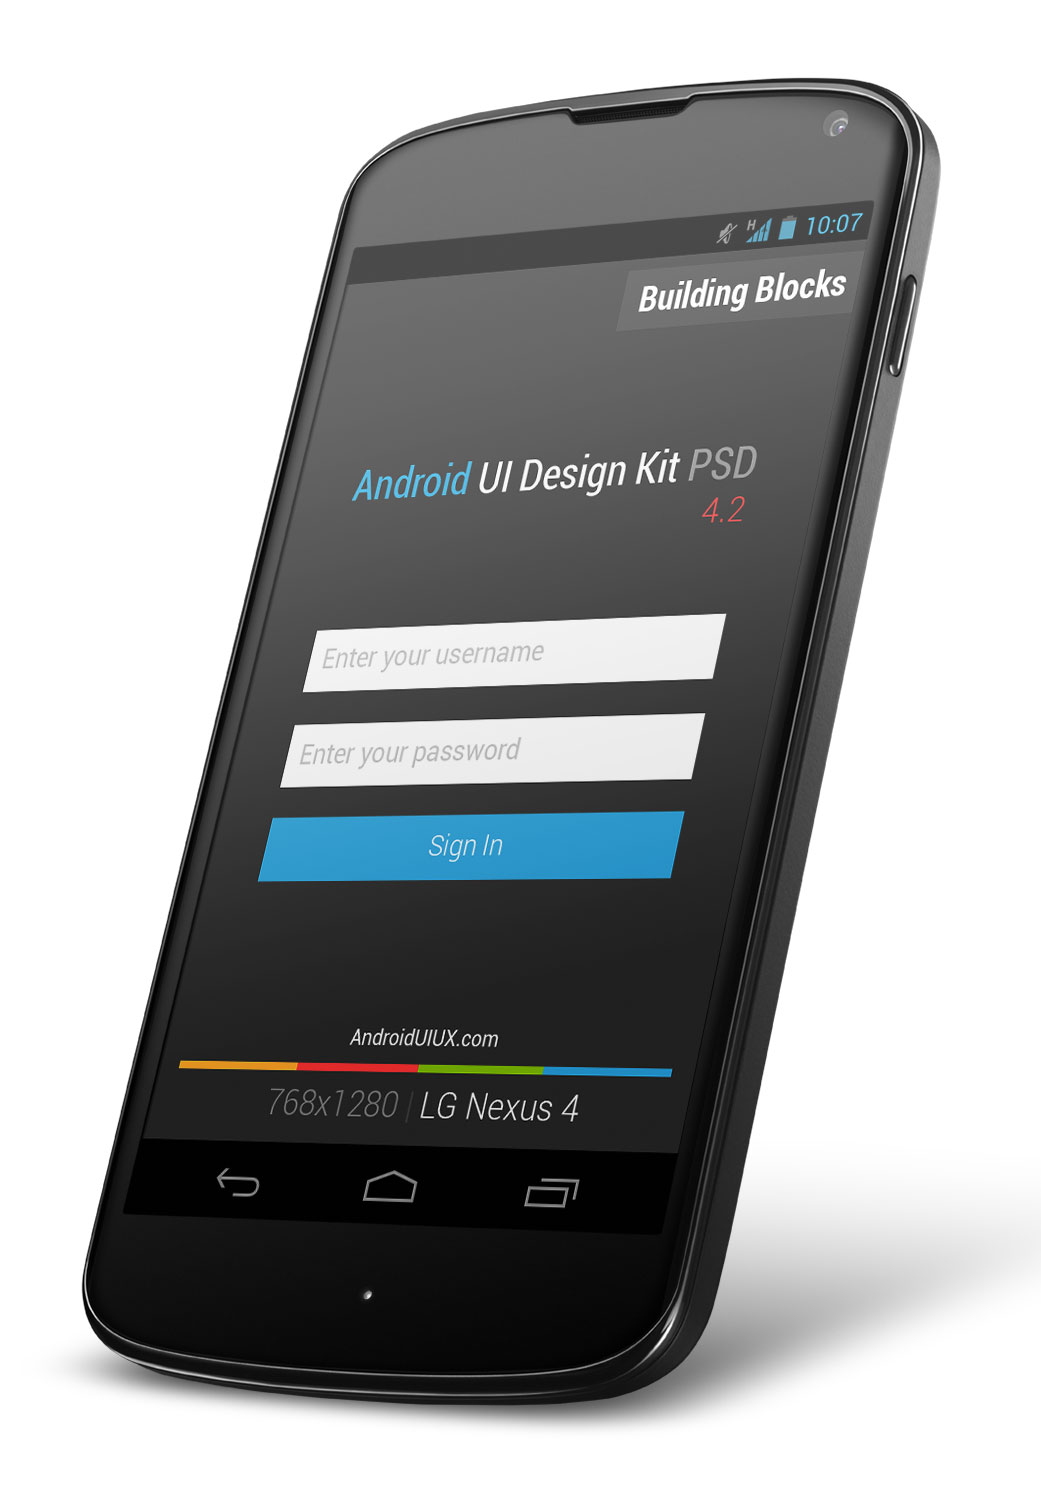 H 10:07
Building Blocks
Android UI Design Kit PSD
4.2
Enter your username
Enter your password
Sign In
AndroidUIUX.com
768x1280 | LG Nexus 4